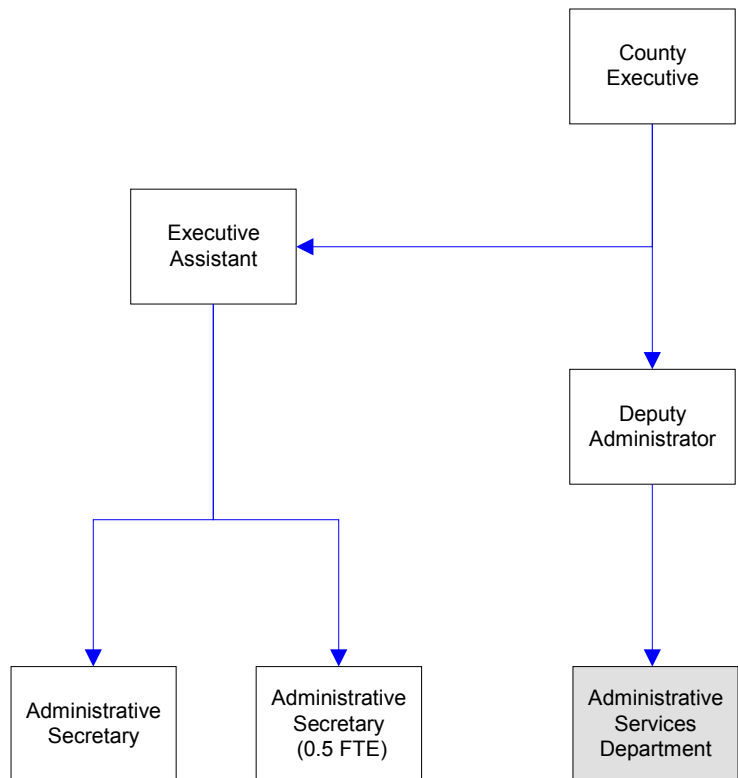 County
Executive
Executive
Assistant
Deputy
Administrator
Administrative
Secretary
Administrative
Secretary
(0.5 FTE)
Administrative
Services
Department